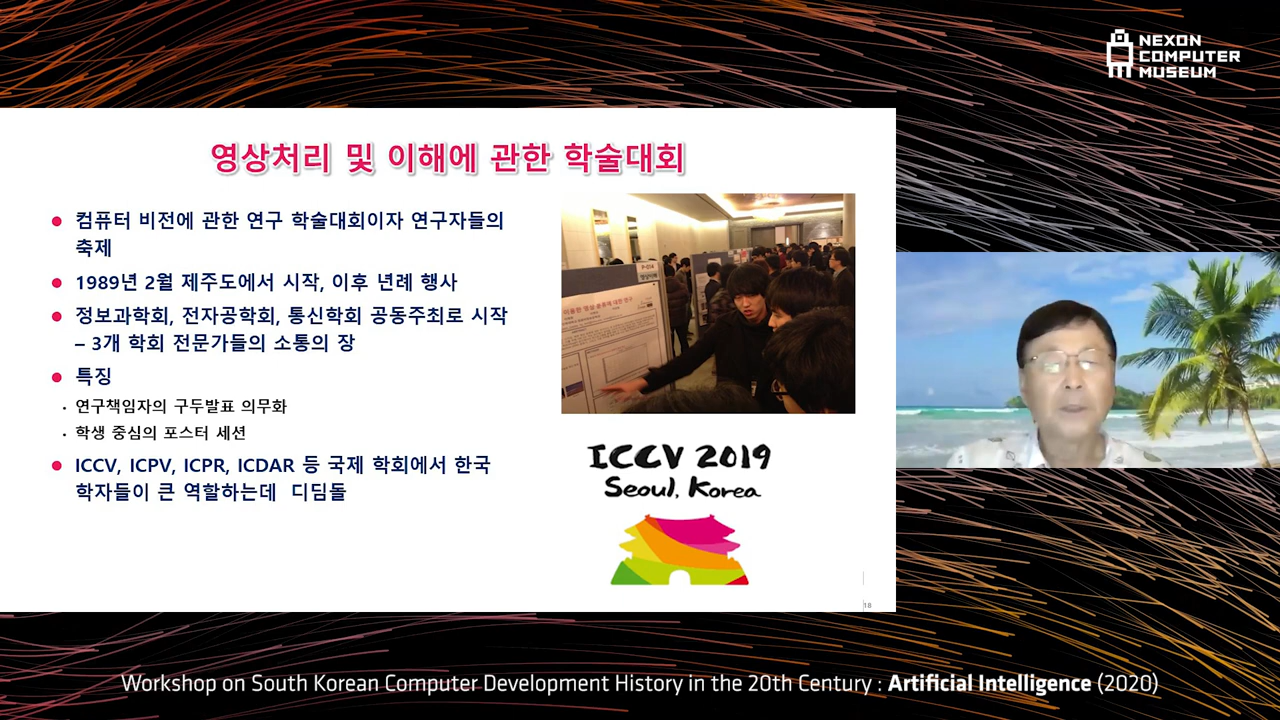 NEXON
COMPUTER
MUSEUM
영상처리 및 이해에 관한 학술대회
● 컴퓨터 비전에 관한 연구 학술대회이자 연구자들의
축제
● 1989년 2월 제주도에서 시작, 이후 년례 행사
● 정보과학회, 전자공학회, 통신학회 공동주최로 시작
– 3개 학회 전문가들의 소통의 장
● 특징
• 연구책임자의 구두발표 의무화
• 학생 중심의 포스터 세션
● ICCV, ICPV, ICPR, ICDAR 등 국제 학회에서 한국
학자들이 큰 역할하는데 디딤돌
P-014
ICCV 2019
Seoul, Korea
18
Workshop on South Korean Computer Development History in the 20th Century : Artificial Intelligence (2020)